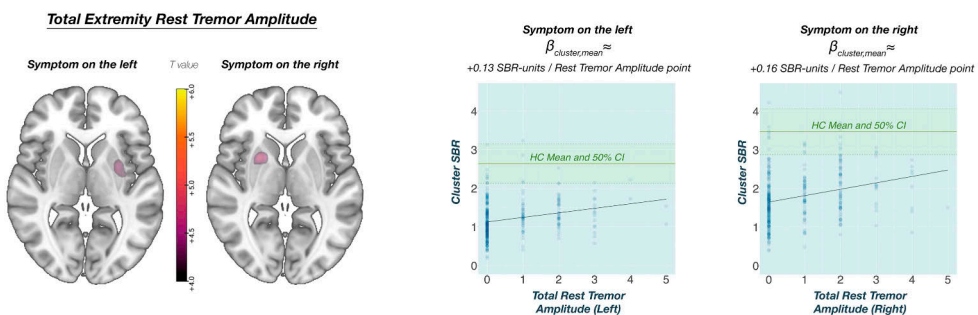 Total Extremity Rest Tremor Amplitude
Symptom on the left
T value
Symptom on the right
+6.0
+5.5
+5.0
+4.5
+4.0
Symptom on the left
βcluster,mean≈
+0.13 SBR-units / Rest Tremor Amplitude point
Cluster SBR
4
3
2
1
0
HC Mean and 50% CI
0 1 2 3 4 5
Total Rest Tremor
Amplitude (Left)
Symptom on the right
βcluster,mean≈
+0.16 SBR-units / Rest Tremor Amplitude point
Cluster SBR
4
3
2
1
0
HC Mean and 50% CI
0 1 2 3 4 5
Total Rest Tremor
Amplitude (Right)